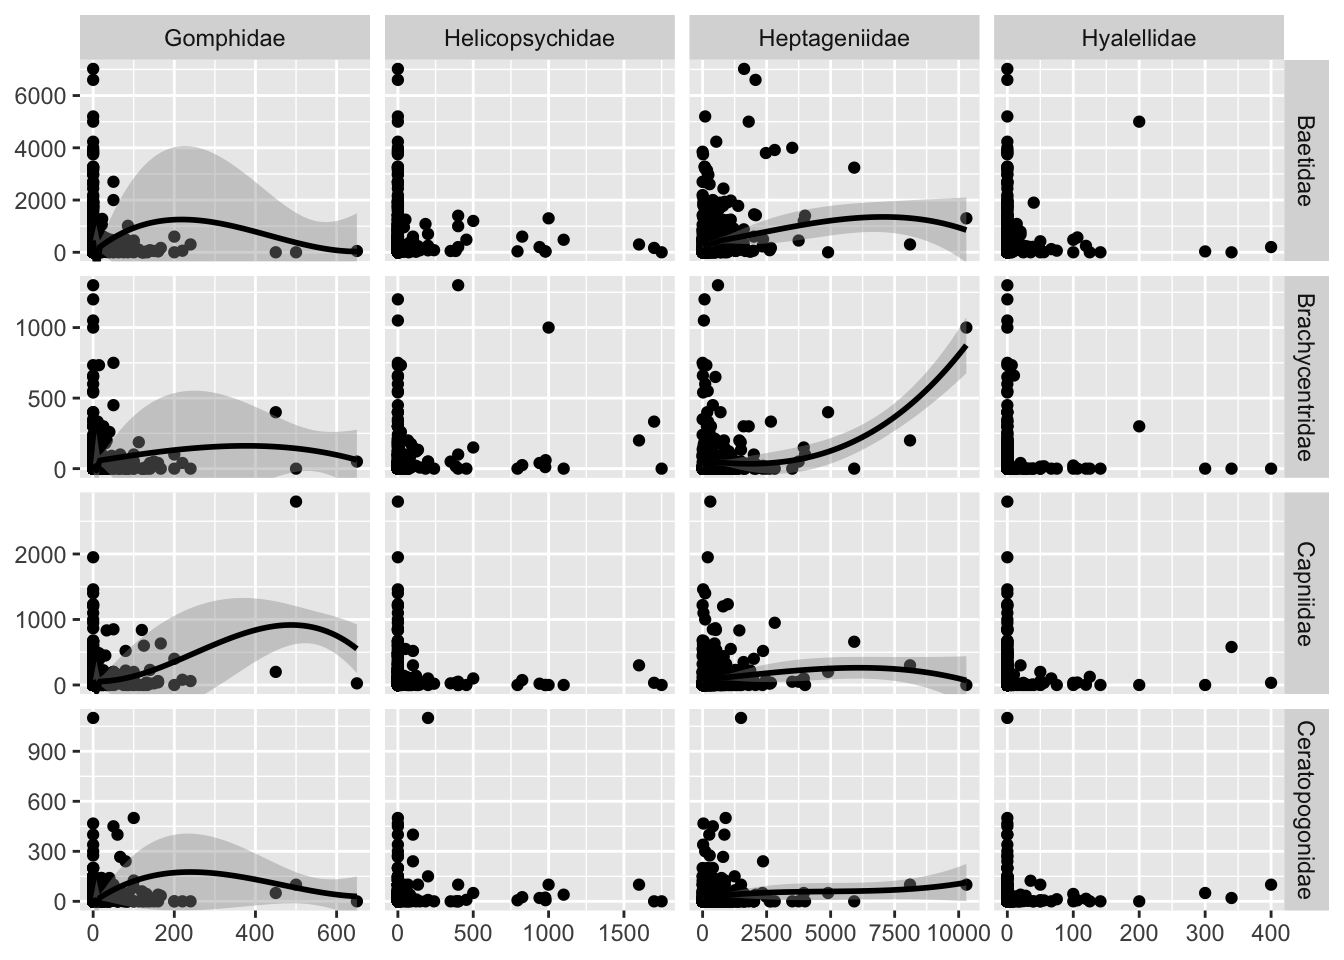 Gomphidae Helicopsychidae Heptageniidae Hyalellidae
6000
4000
2000
0
Baetidae
1000
500
0
Brachycentridae
2000
1000
0
Capniidae
900
600
300
0
Ceratopogonidae
0 200 400 600 0 500 1000 1500 0 2500 5000 7500 10000 0 100 200 300 400